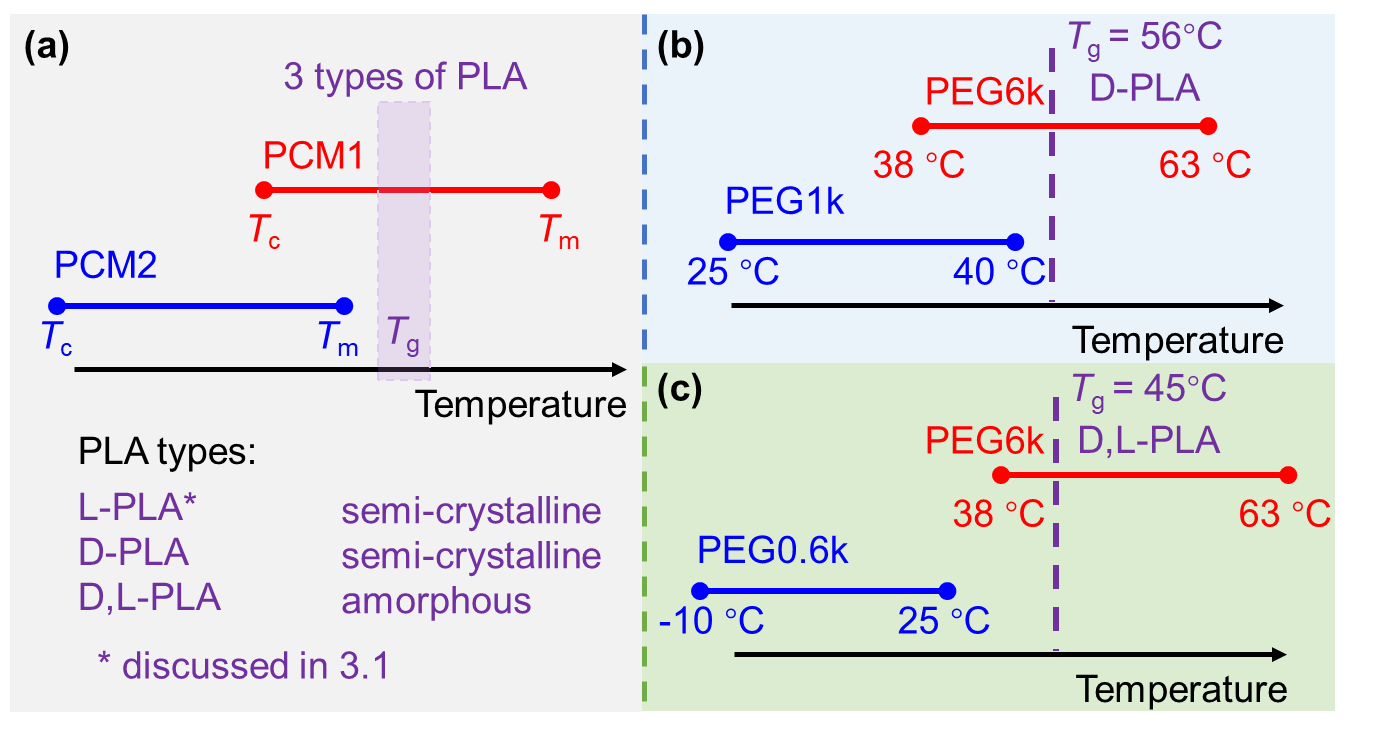 (a)
3 types of PLA
PCM1
Tc
Tm
PCM2
Tc
Tm
Tg
Temperature
PLA types:
L-PLA* semi-crystalline
D-PLA semi-crystalline
D,L-PLA amorphous
* discussed in 3.1
(b)
Tg = 56°C
D-PLA
PEG6k
38 °C
63 °C
PEG1k
25 °C
40 °C
Temperature
(c)
Tg = 45°C
D,L-PLA
PEG6k
38 °C
63 °C
PEG0.6k
-10 °C
25 °C
Temperature